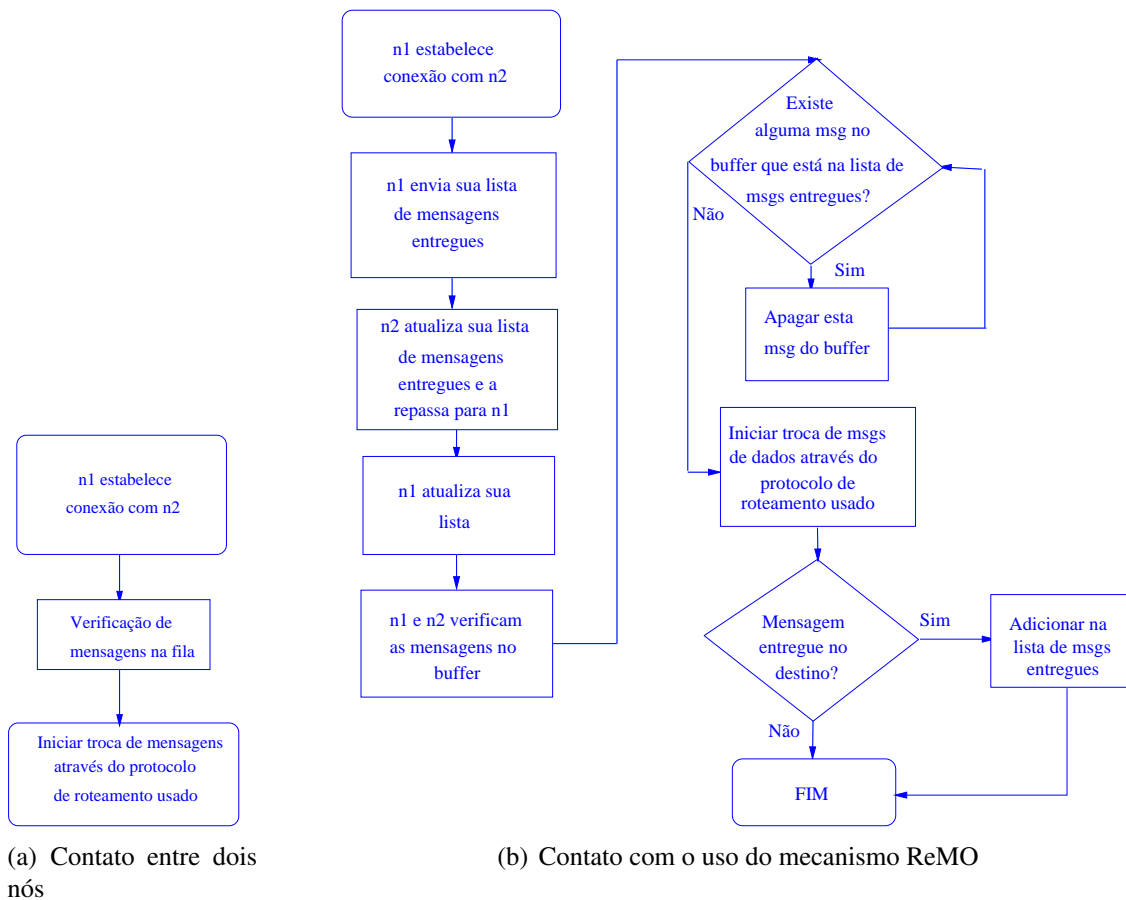 n1 estabelece
conexão com n2
Verificação de
mensagens na fila
Iniciar troca de mensagens
através do protocolo
de roteamento usado
(a) Contato entre dois
nós
n1 estabelece
conexão com n2
n1 envia sua lista
de mensagens
entregues
n2 atualiza sua lista
de mensagens
entregues e a
repassa para n1
n1 atualiza sua
lista
n1 e n2 verificam
as mensagens no
buffer
Existe
alguma msg no
buffer que está na lista de
msgs entregues?
Não
Sim
Apagar esta
msg do buffer
Iniciar troca de msgs
de dados através do
protocolo de
roteamento usado
Mensagem
entregue no
destino?
Sim
Adicionar na
lista de msgs
entregues
Não
FIM
(b) Contato com o uso do mecanismo ReMO